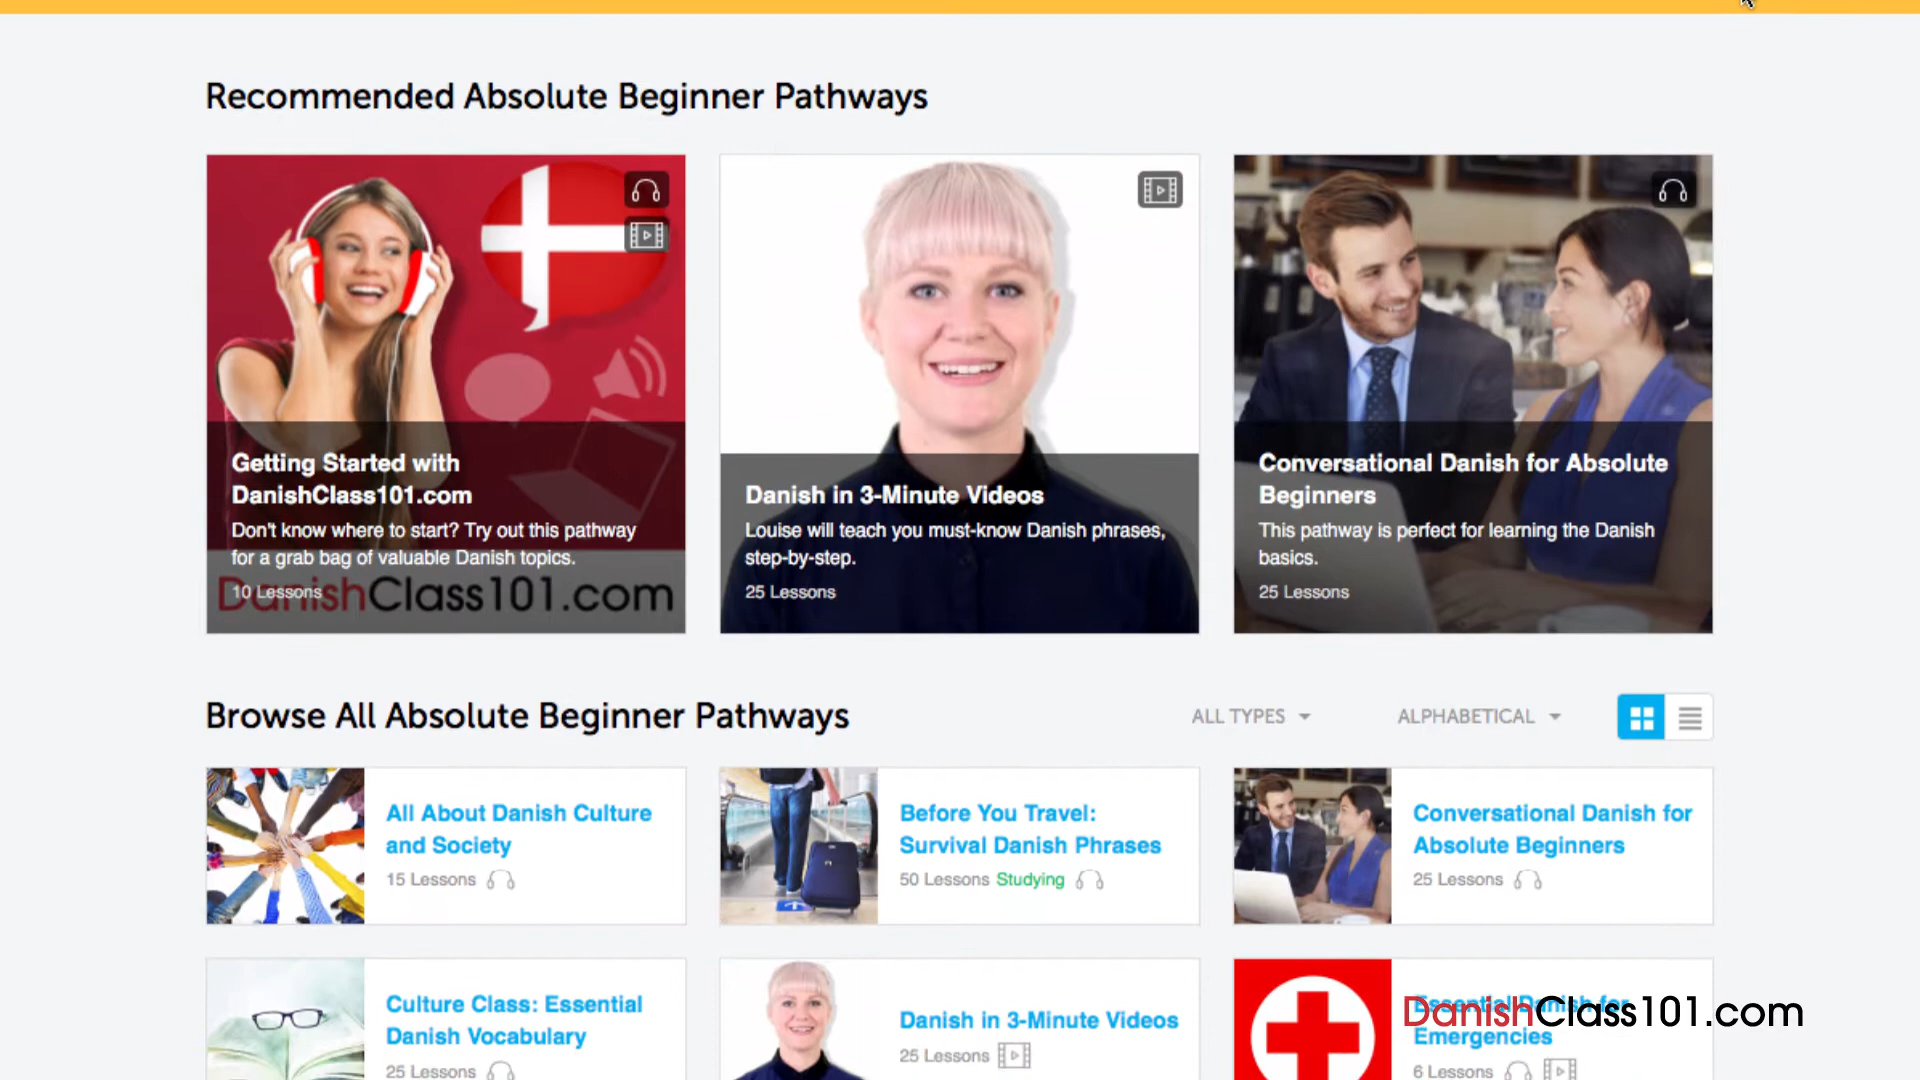 Recommended Absolute Beginner Pathways
Getting Started with
DanishClass101.com
Don't know where to start? Try out this pathway
for a grab bag of valuable Danish topics.
10 Lessons
DanishClass101.com
Danish in 3-Minute Videos
Louise will teach you must-know Danish phrases,
step-by-step.
25 Lessons
Conversational Danish for Absolute
Beginners
This pathway is perfect for learning the Danish
basics.
25 Lessons
Browse All Absolute Beginner Pathways
ALL TYPES
ALPHABETICAL
All About Danish Culture
and Society
15 Lessons
Before You Travel:
Survival Danish Phrases
50 Lessons Studying
Conversational Danish for
Absolute Beginners
25 Lessons
Culture Class: Essential
Danish Vocabulary
25 Lessons
Danish in 3-Minute Videos
25 Lessons
Essential Danish for
Emergencies
6 Lessons
DanishClass101.com